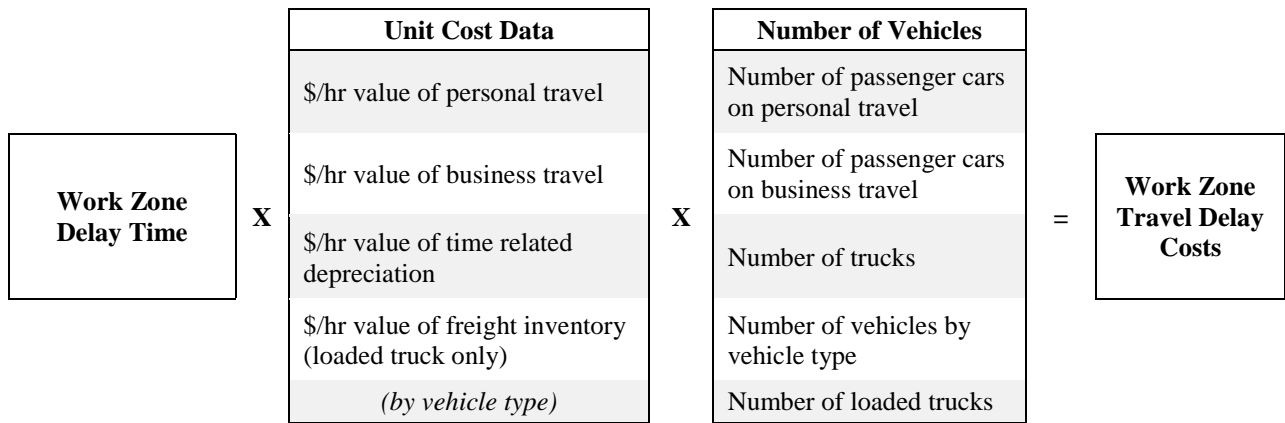 Work Zone
Delay Time
X
Unit Cost Data
$/hr value of personal travel
$/hr value of business travel
$/hr value of time related
depreciation
$/hr value of freight inventory
(loaded truck only)
(by vehicle type)
X
Number of Vehicles
Number of passenger cars
on personal travel
Number of passenger cars
on business travel
Number of trucks
Number of vehicles by
vehicle type
Number of loaded trucks
=
Work Zone
Travel Delay
Costs